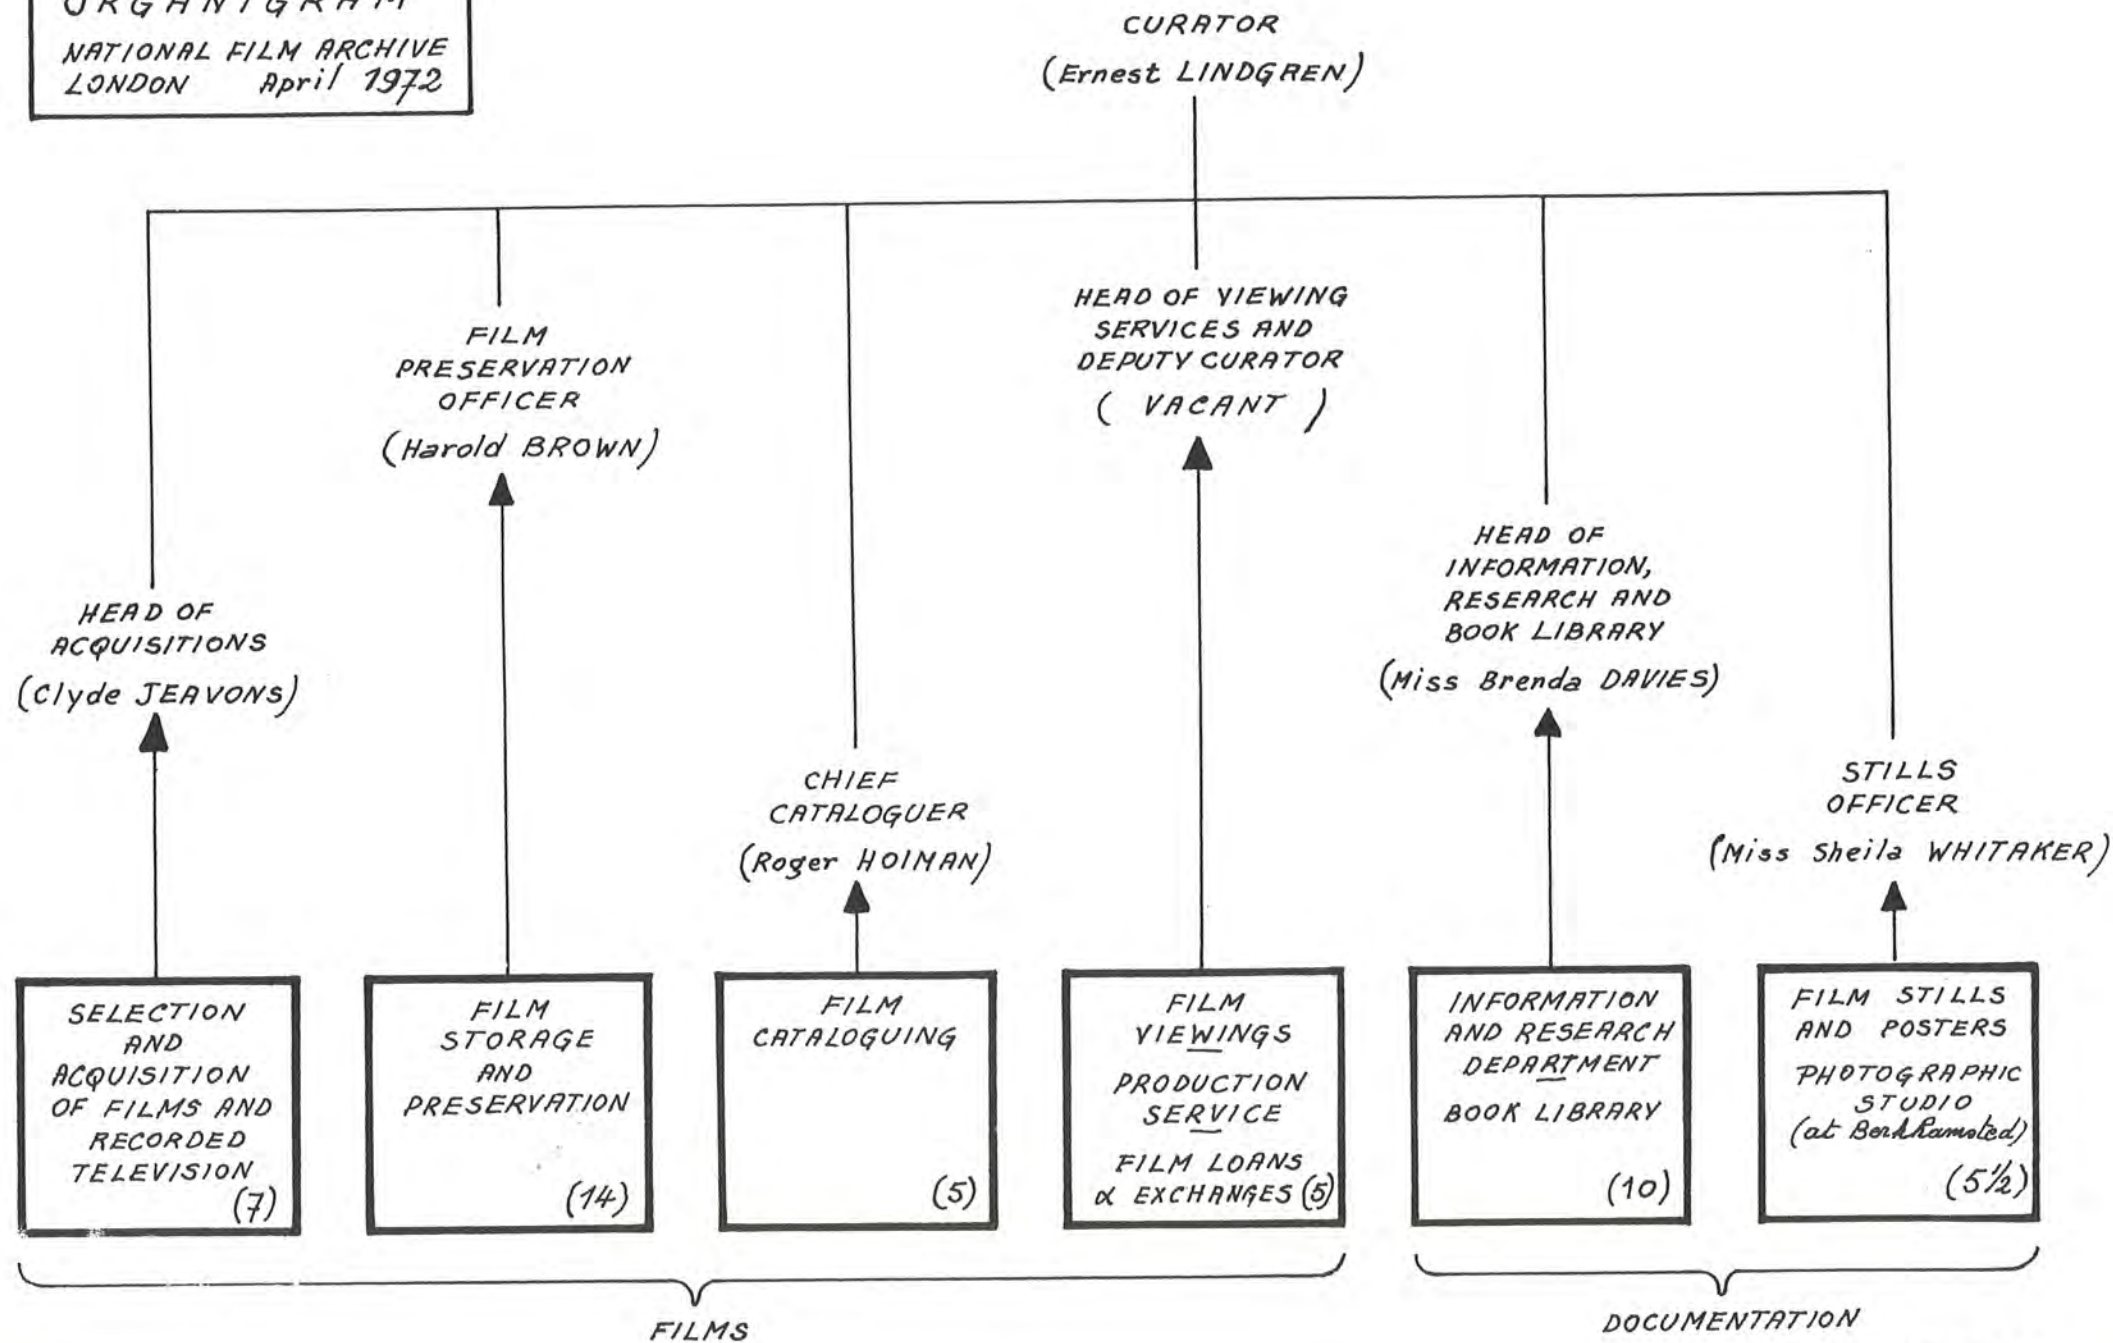 ORGANIGRAM
NATIONAL FILM ARCHIVE
LONDON April 1972
CURATOR
(Ernest LINDGREN)
HEAD OF
ACQUISITIONS
(Clyde JEAVONS)
FILM
PRESERVATION
OFFICER
(Harold BROWN)
CHIEF
CATALOGUER
(Roger HOIMAN)
HEAD OF VIEWING
SERVICES AND
DEPUTY CURATOR
( VACANT )
HEAD OF
INFORMATION,
RESEARCH AND
BOOK LIBRARY
(Miss Brenda DAVIES)
STILLS
OFFICER
(Miss Sheila WHITAKER)
SELECTION
AND
ACQUISITION
OF FILMS AND
RECORDED
TELEVISION
(7)
FILM
STORAGE
AND
PRESERVATION
(14)
FILM
CATALOGUING
(5)
FILM
VIEWINGS
PRODUCTION
SERVICE
FILM LOANS
& EXCHANGES (5)
INFORMATION
AND RESEARCH
DEPARTMENT
BOOK LIBRARY
(10)
FILM STILLS
AND POSTERS
PHOTOGRAPHIC
STUDIO
(at Berkhamsted)
(5 1/2)
FILMS
DOCUMENTATION